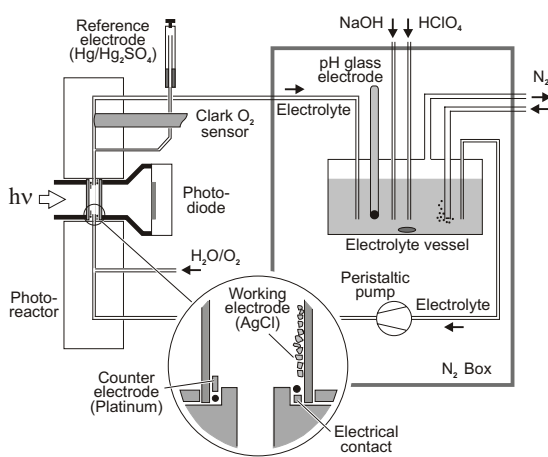 Reference
electrode
(Hg/Hg₂SO₄)
NaOH
HClO₄
pH glass
electrode
N₂
Electrolyte
Clark O₂
sensor
hν
Photo-
diode
Electrolyte vessel
H₂O/O₂
Peristaltic
pump
Photo-
reactor
Working
electrode
(AgCl)
Electrolyte
Counter
electrode
(Platinum)
N₂ Box
Electrical
contact